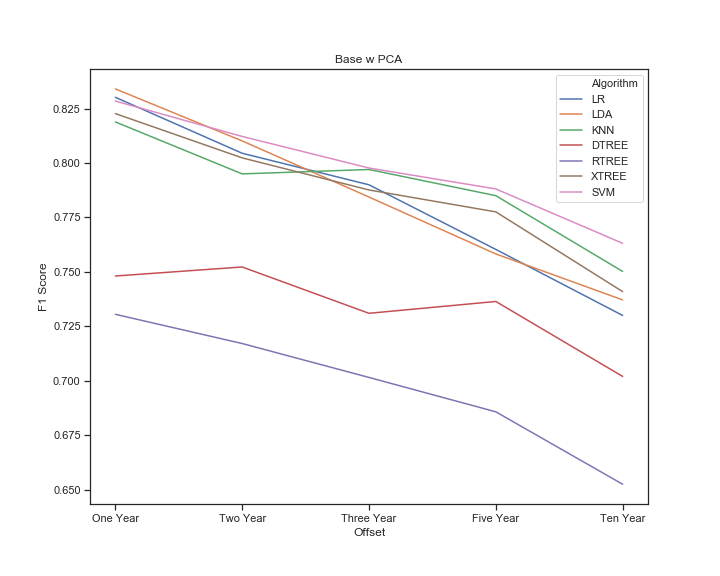 Base w PCA
Algorithm
LR
LDA
KNN
DTREE
RTREE
XTREE
SVM
F1 Score
0.825
0.800
0.775
0.750
0.725
0.700
0.675
0.650
One Year Two Year Three Year Five Year Ten Year
Offset